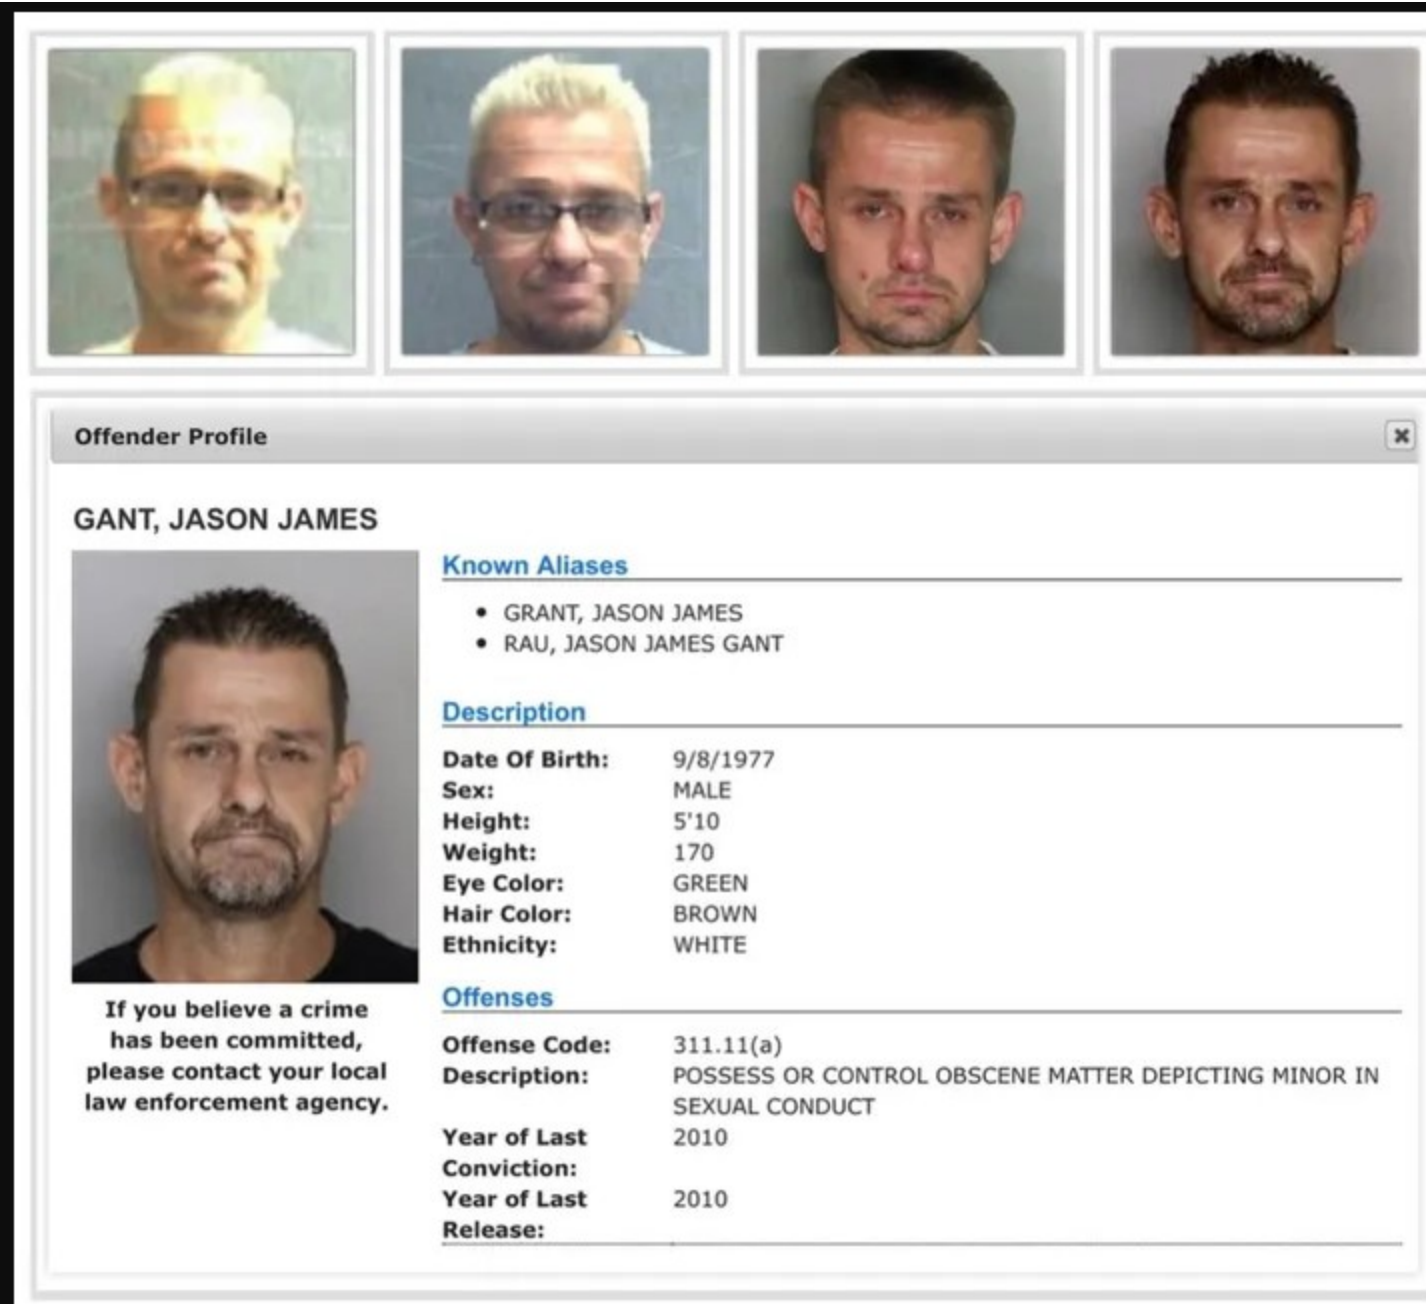 Offender Profile
GANT, JASON JAMES
Known Aliases
• GRANT, JASON JAMES
• RAU, JASON JAMES GANT
Description
Date Of Birth: 9/8/1977
Sex: MALE
Height: 5'10
Weight: 170
Eye Color: GREEN
Hair Color: BROWN
Ethnicity: WHITE
If you believe a crime
has been committed,
please contact your local
law enforcement agency.
Offenses
Offense Code: 311.11(a)
Description: POSSESS OR CONTROL OBSCENE MATTER DEPICTING MINOR IN
SEXUAL CONDUCT
Year of Last 2010
Conviction:
Year of Last 2010
Release: